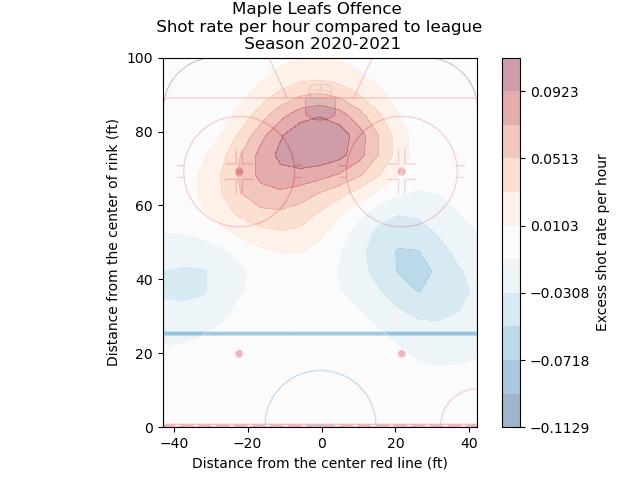 Maple Leafs Offence
Shot rate per hour compared to league
Season 2020-2021
100
80
60
40
20
0
Distance from the center of rink (ft)
−40
−20
0
20
40
Distance from the center red line (ft)
0.0923
0.0513
0.0103
−0.0308
−0.0718
−0.1129
Excess shot rate per hour